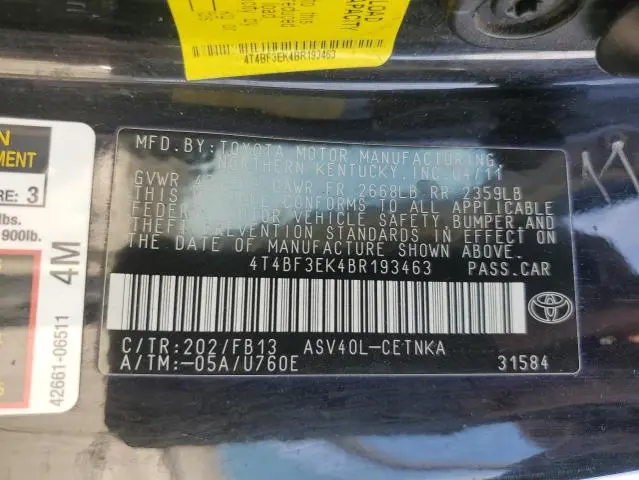 LOAD
CAPACITY
4T4BF3EK4BR193463
3
lbs.
900lb.
4M
42661-06511
MFD.BY:TOYOTA MOTOR MANUFACTURING,
NORTHERN KENTUCKY, INC. 04/11
GVWR GAWR FR 2668LB RR 2359LB
THIS CONFORMS TO ALL APPLICABLE
FEDERAL MOTOR VEHICLE SAFETY, BUMPER, AND
THEFT PREVENTION STANDARDS IN EFFECT ON
THE DATE OF MANUFACTURE SHOWN ABOVE.
4T4BF3EK4BR193463 PASS.CAR
C/TR:202/FB13 ASV40L-CETNKA
A/TM:-05A/U760E 31584
TOYOTA